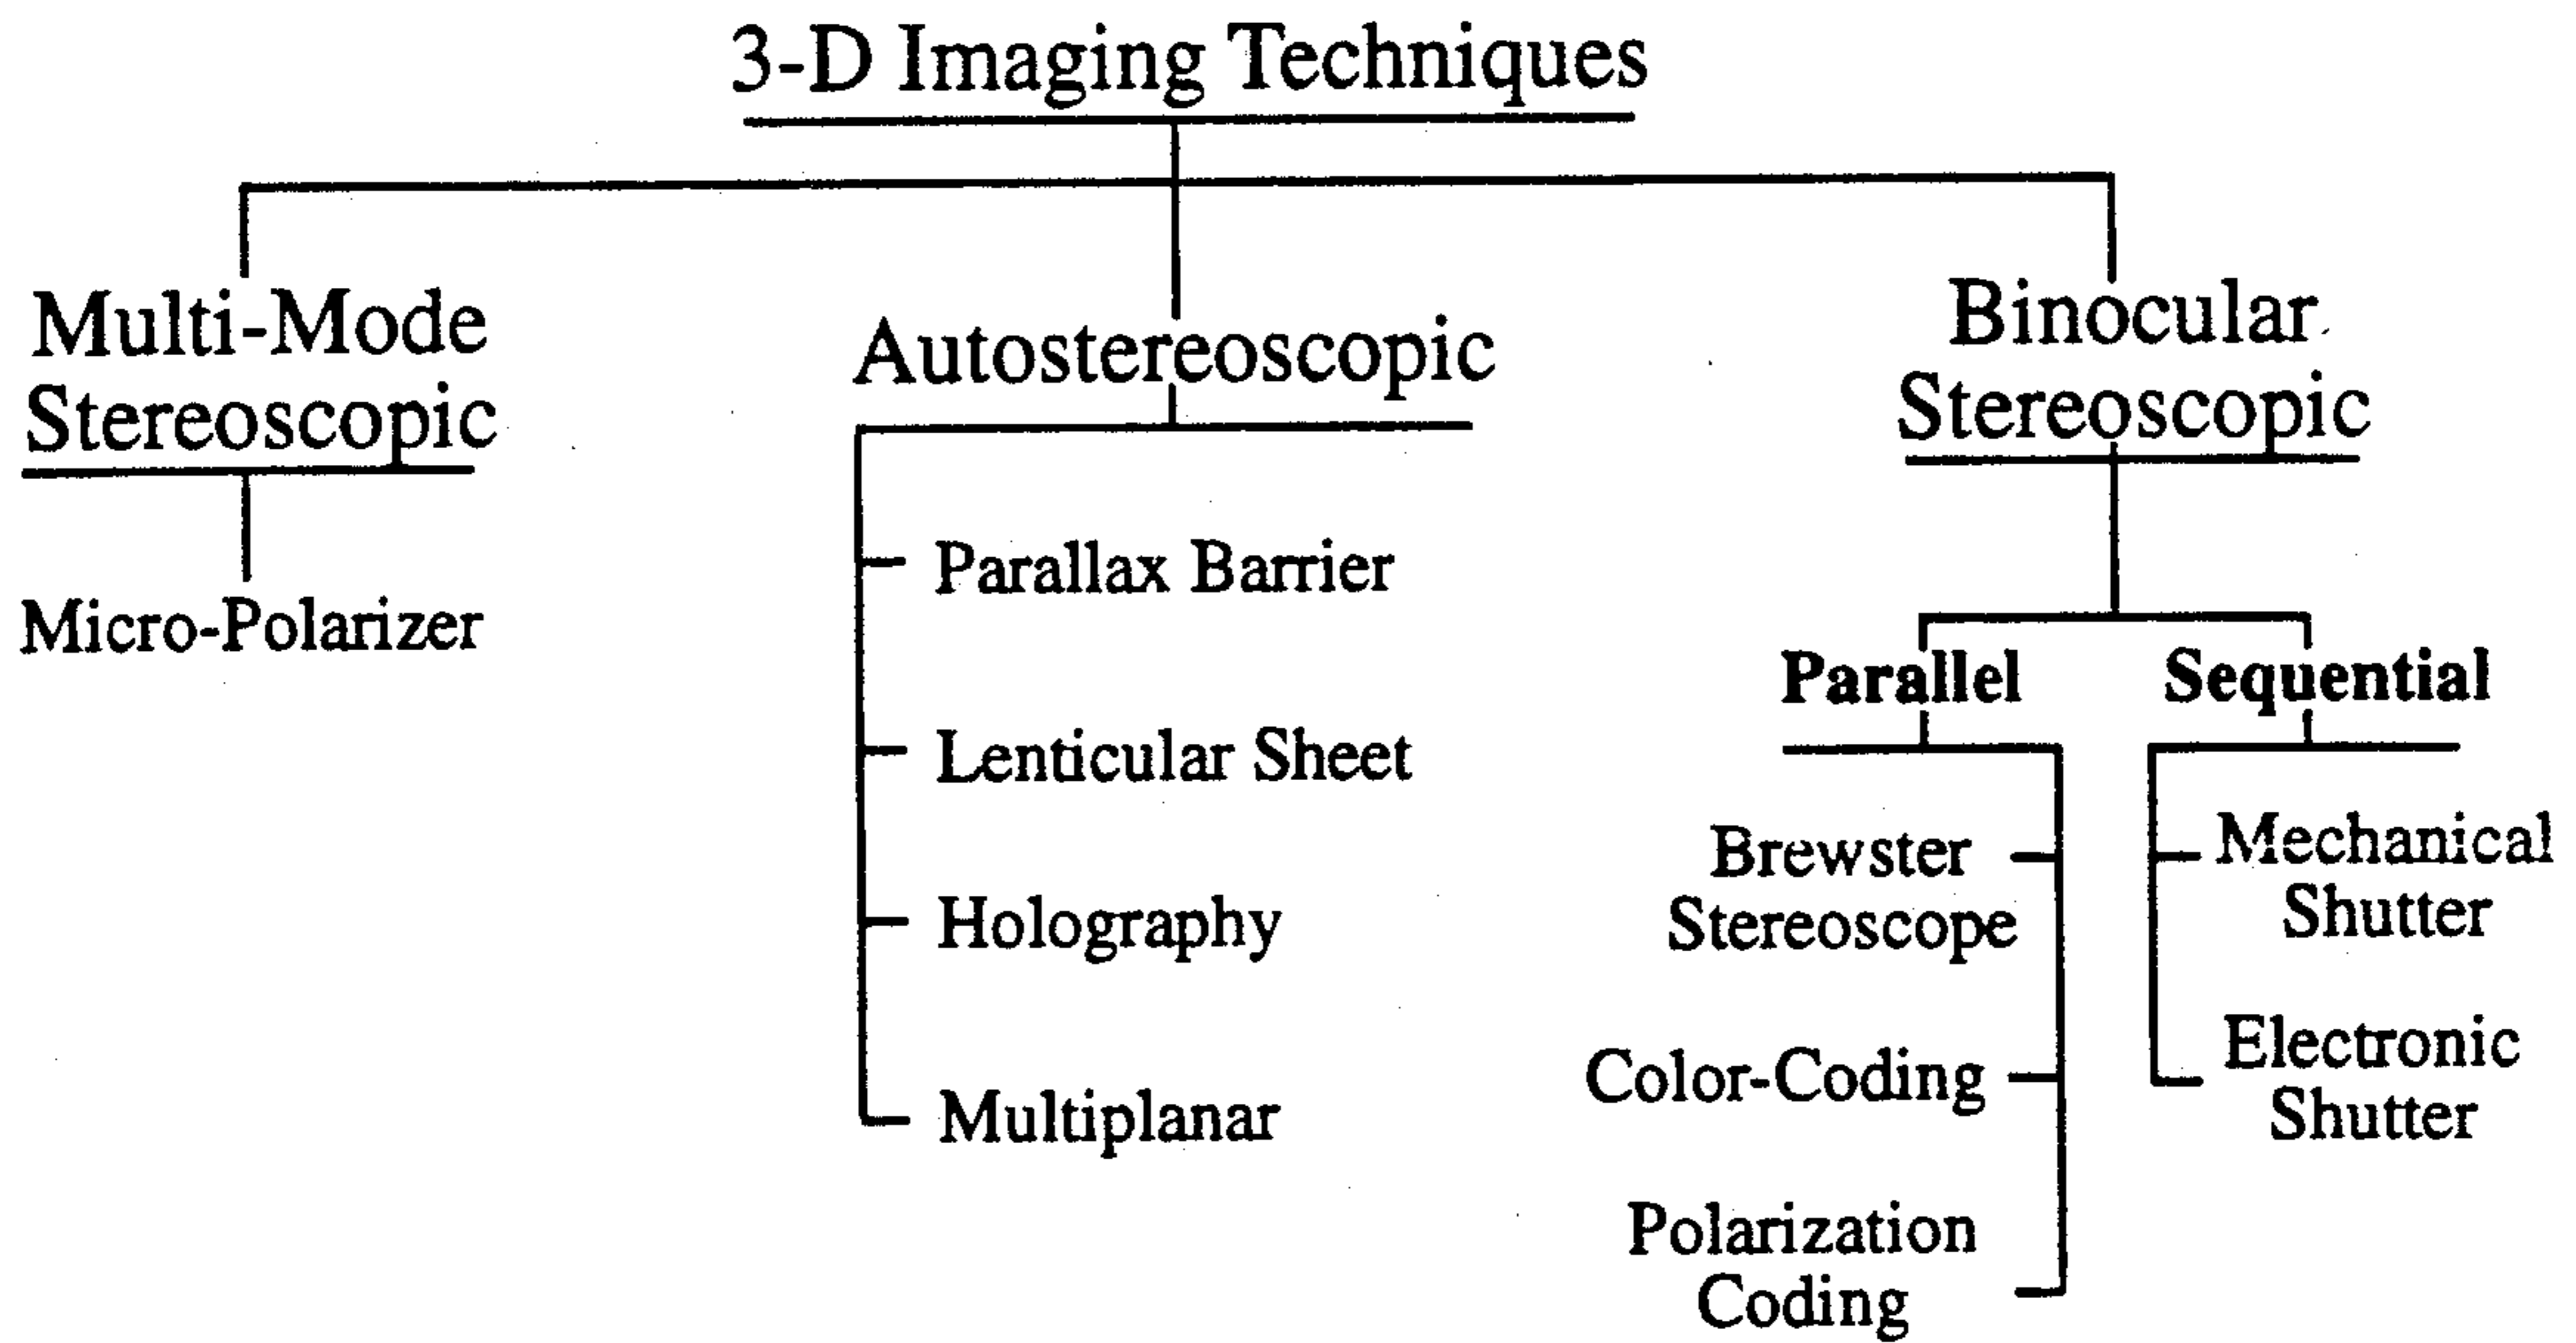 3-D Imaging Techniques
Multi-Mode
Stereoscopic
Micro-Polarizer
Autostereoscopic
Parallax Barrier
Lenticular Sheet
Holography
Multiplanar
Binocular
Stereoscopic
Parallel
Brewster
Stereoscope
Color-Coding
Polarization
Coding
Sequential
Mechanical
Shutter
Electronic
Shutter